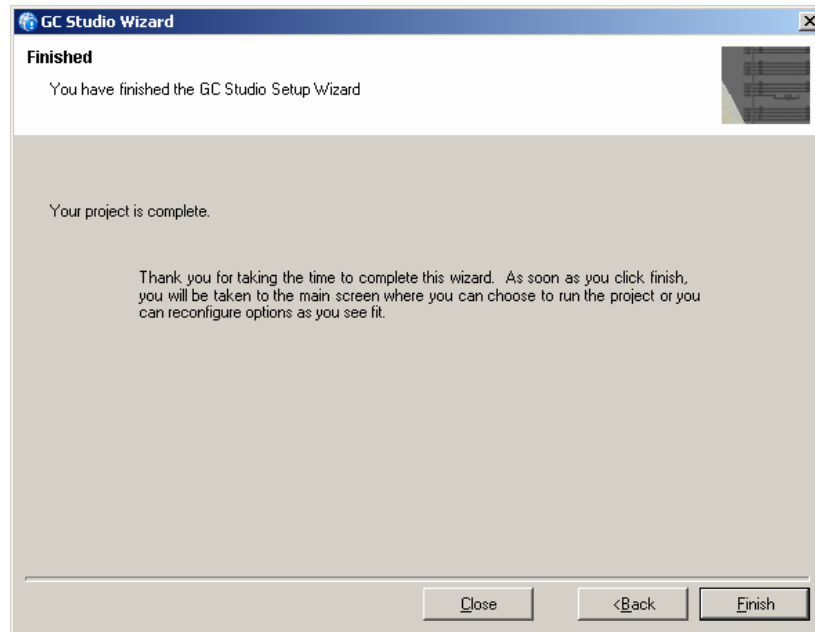 GC Studio Wizard
Finished
You have finished the GC Studio Setup Wizard
Your project is complete.
Thank you for taking the time to complete this wizard.  As soon as you click finish,
you will be taken to the main screen where you can choose to run the project or you
can reconfigure options as you see fit.
Close
<Back
Finish